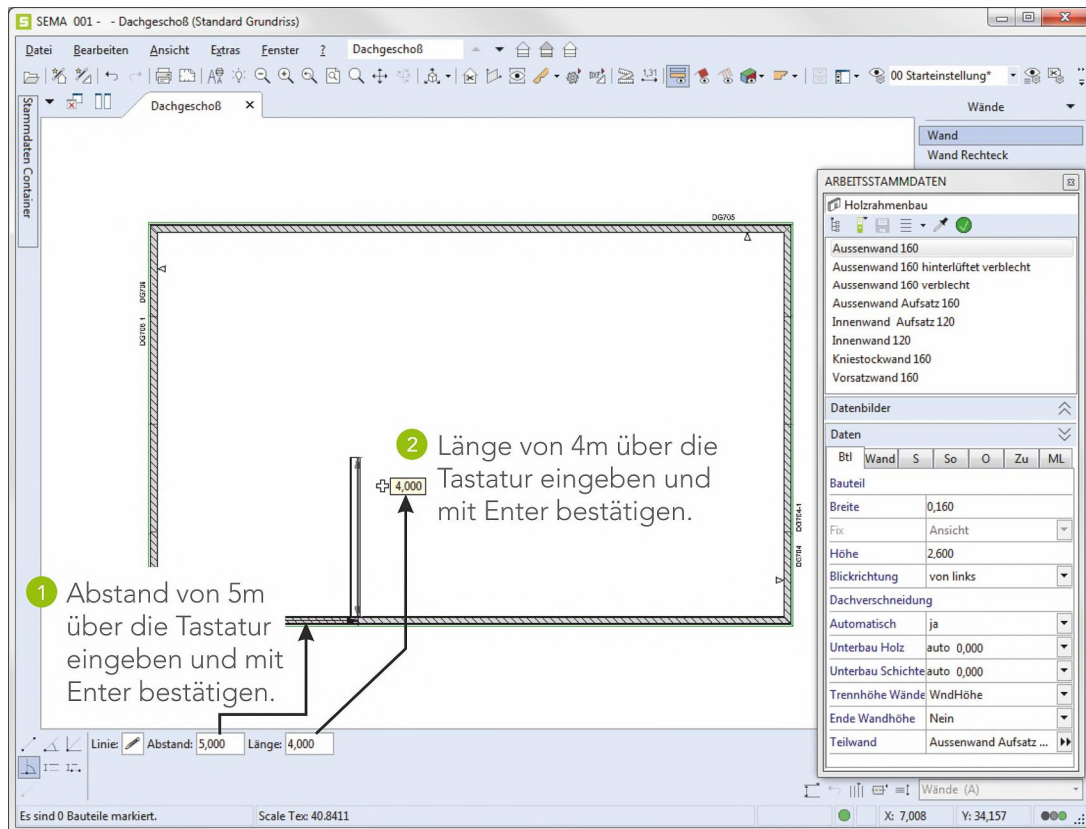 SEMA 001 - - Dachgeschoß (Standard Grundriss)
Datei Bearbeiten Ansicht Extras Fenster ? Dachgeschoß
00 Starteinstellung*
Stammdaten Container
Dachgeschoß X
Wände
Wand
Wand Rechteck
ARBEITSSTAMMDATEN
Holzrahmenbau
Aussenwand 160
Aussenwand 160 hinterlüftet verblecht
Aussenwand 160 verblecht
Aussenwand Aufsatz 160
Innenwand Aufsatz 120
Innenwand 120
Kniestockwand 160
Vorsatzwand 160
Datenbilder
Daten
Btl Wand S So O Zu ML
Bauteil
Breite 0,160
Fix Ansicht
Höhe 2,600
Blickrichtung von links
Dachverschneidung
Automatisch ja
Unterbau Holz auto 0,000
Unterbau Schichte auto 0,000
Trennhöhe Wände WndHöhe
Ende Wandhöhe Nein
Teilwand Aussenwand Aufsatz ...
DG705
DG704-1
DG704
4,000
2 Länge von 4m über die
Tastatur eingeben und
mit Enter bestätigen.
1 Abstand von 5m
über die Tastatur
eingeben und mit
Enter bestätigen.
Linie: Abstand: 5,000 Länge: 4,000
Wände (A)
Es sind 0 Bauteile markiert. Scale Tex: 40.8411 X: 7,008 Y: 34,157